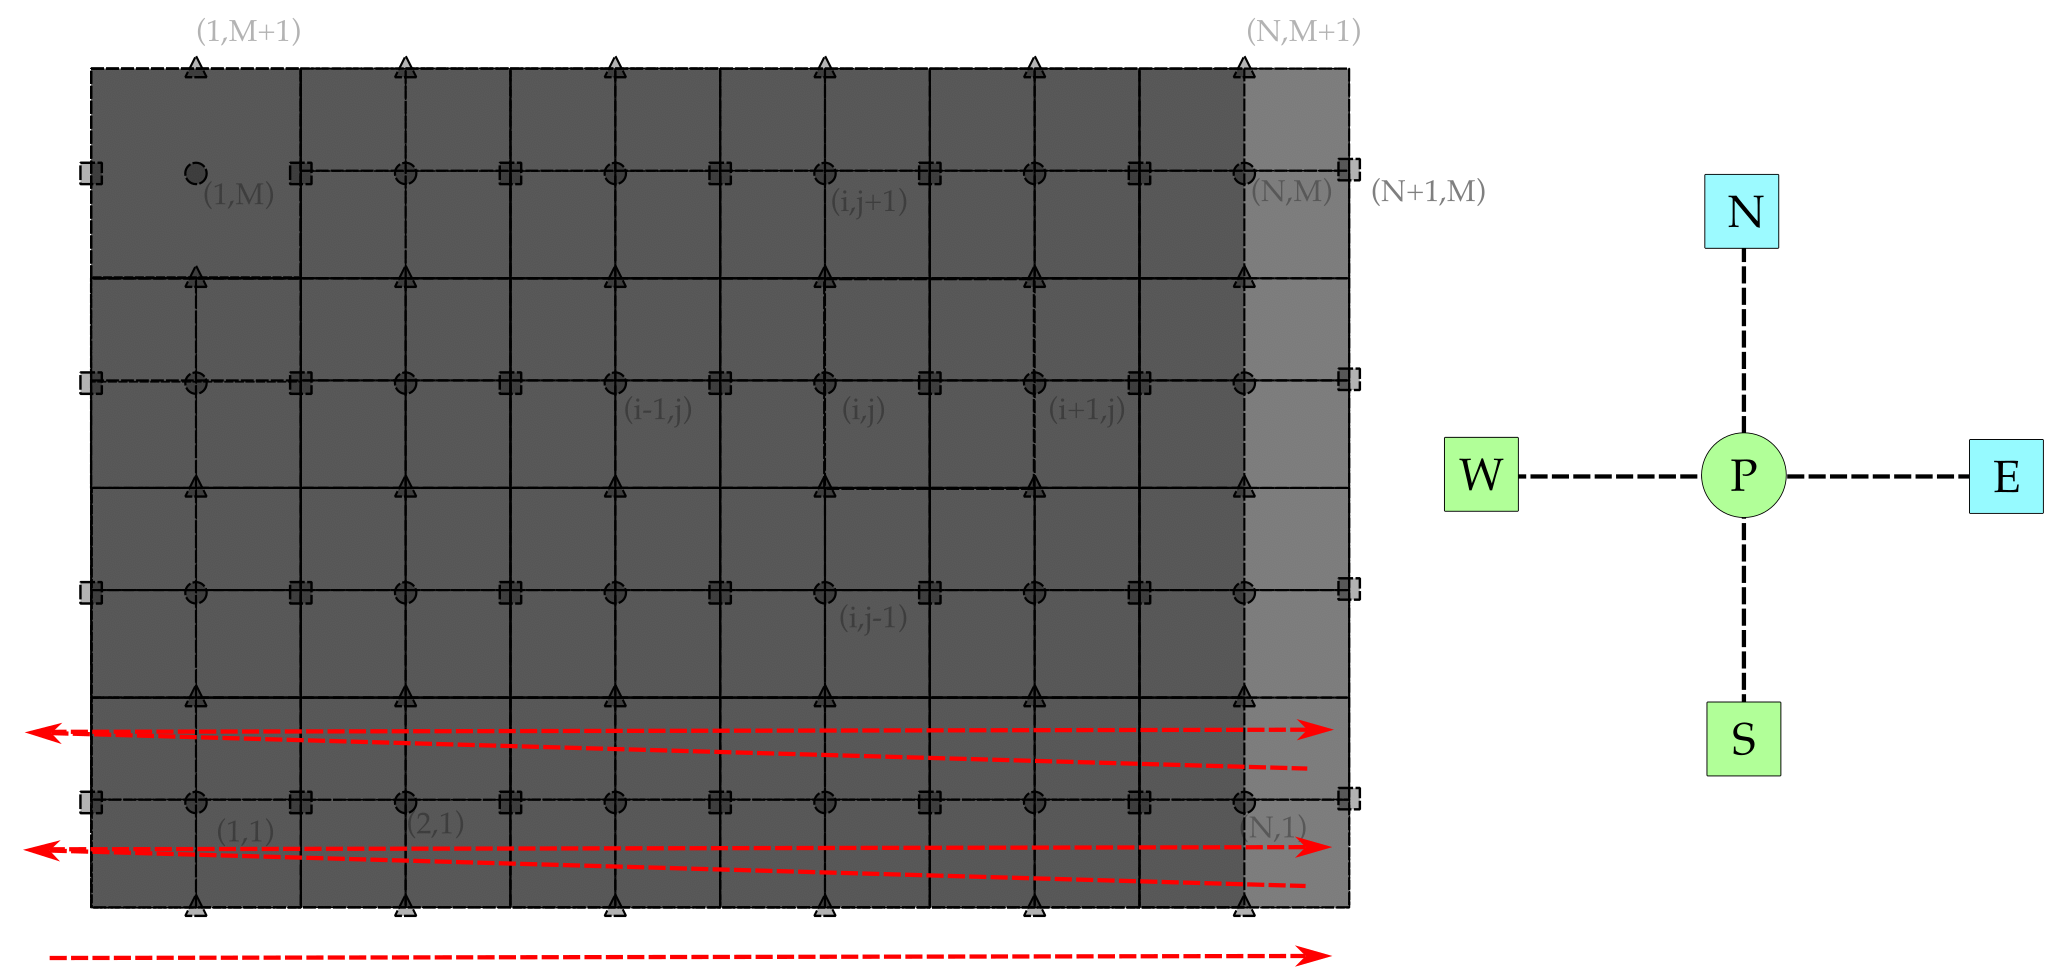 (1,M+1)
(N,M+1)
(1,M)
(i,j+1)
(N,M)
(N+1,M)
N
(i-1,j)
(i,j)
(i+1,j)
W
P
E
(i,j-1)
S
(1,1)
(2,1)
(N,1)